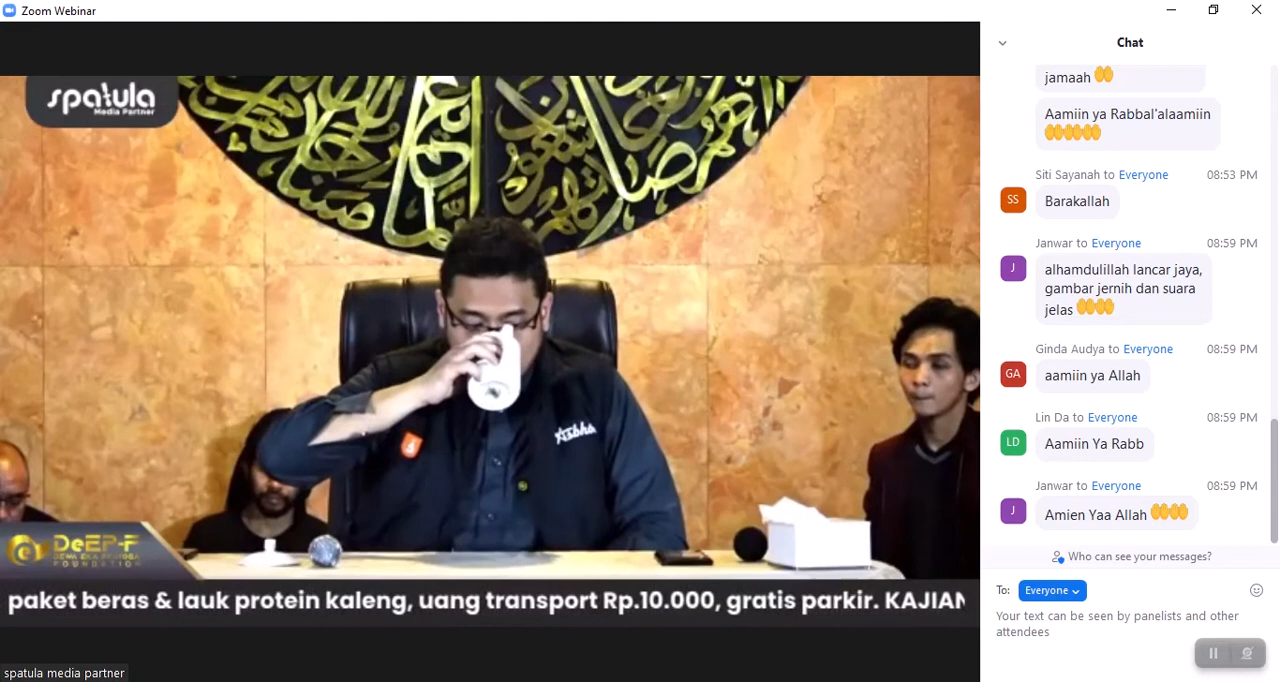 Zoom Webinar
spatula
Media Partner
Asbha
DeEP-F
DEWA EKA PRAYOGA
FOUNDATION
paket beras & lauk protein kaleng, uang transport Rp.10.000, gratis parkir. KAJIAN
spatula media partner
Chat
jamaah 🤲
Aamiin ya Rabbal'alaamiin
🤲🤲🤲
Siti Sayanah to Everyone 08:53 PM
SS
Barakallah
Janwar to Everyone 08:59 PM
J
alhamdulillah lancar jaya,
gambar jernih dan suara
jelas 🤲🤲
Ginda Audya to Everyone 08:59 PM
GA
aamiin ya Allah
Lin Da to Everyone 08:59 PM
LD
Aamiin Ya Rabb
Janwar to Everyone 08:59 PM
J
Amien Yaa Allah 🤲🤲
Who can see your messages?
To: Everyone
Your text can be seen by panelists and other
attendees